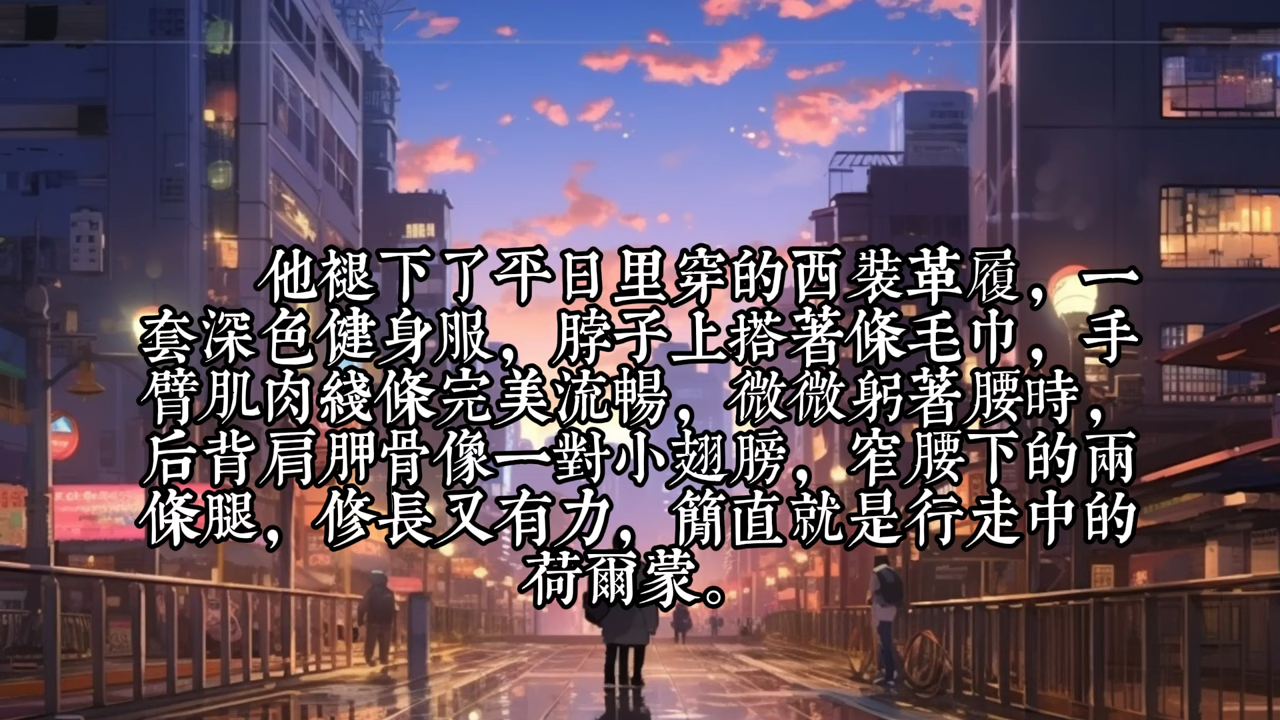 他褪下了平日里穿的西裝革履，一
套深色健身服，脖子上搭著條毛巾，手
臂肌肉綫條完美流暢，微微躬著腰時，
后背肩胛骨像一對小翅膀，窄腰下的兩
條腿，修長又有力，簡直就是行走中的
荷爾蒙。